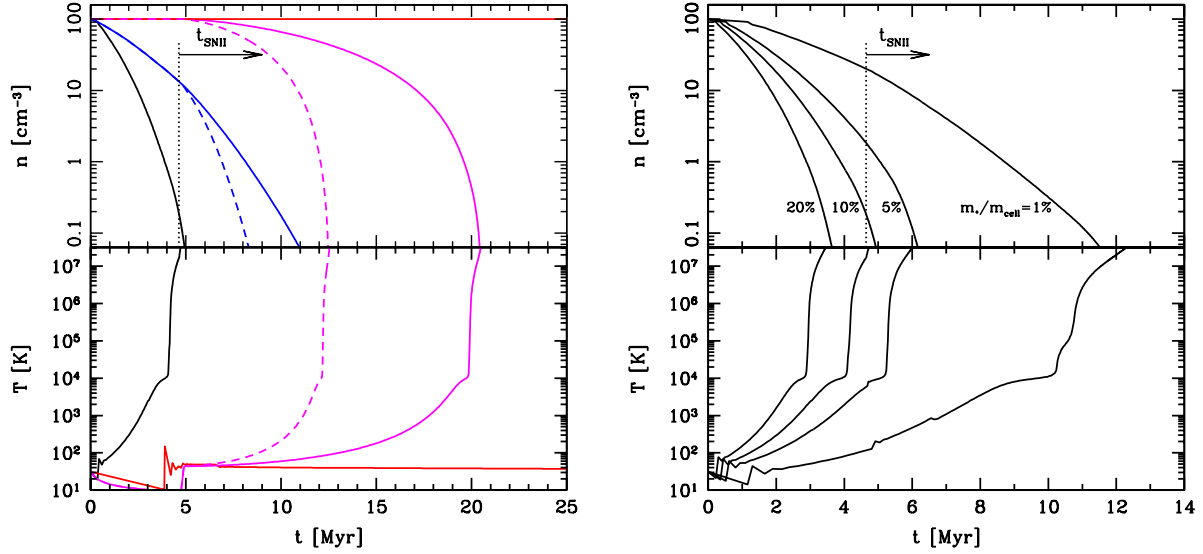 100
10
1
0.1
n [cm⁻³]
t_SNII
10⁷
10⁶
10⁵
10⁴
10³
10²
10¹
T [K]
0 5 10 15 20 25
t [Myr]
100
10
1
0.1
n [cm⁻³]
t_SNII
20% 10% 5% m⋆/m_cell=1%
10⁷
10⁶
10⁵
10⁴
10³
10²
10¹
T [K]
0 2 4 6 8 10 12 14
t [Myr]